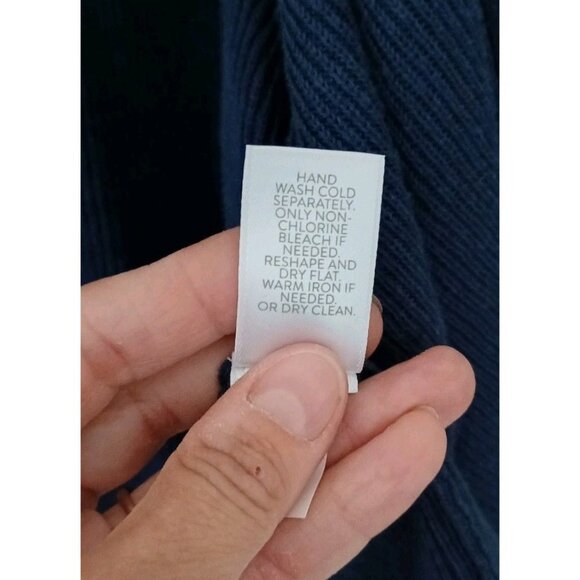 HAND
WASH COLD
SEPARATELY.
ONLY NON-
CHLORINE
BLEACH IF
NEEDED.
RESHAPE AND
DRY FLAT.
WARM IRON IF
NEEDED.
OR DRY CLEAN.